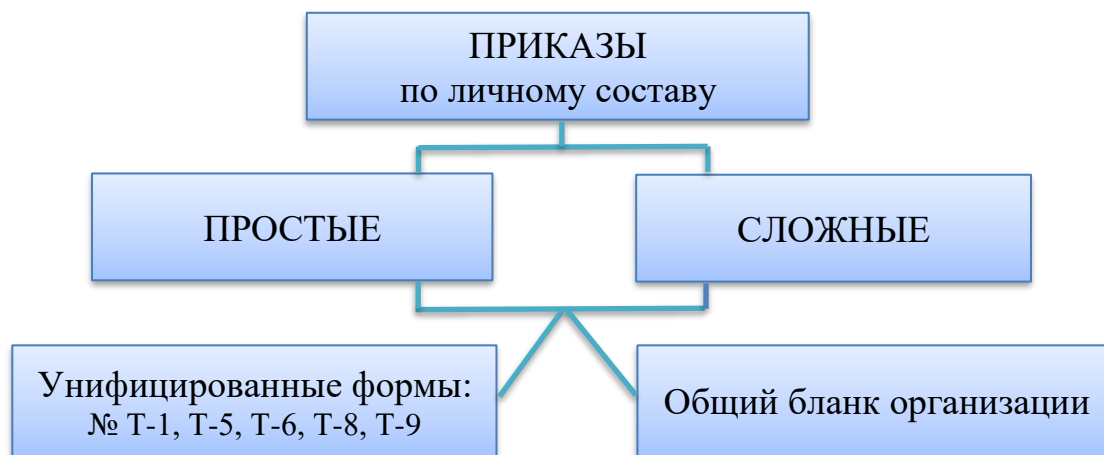 ПРИКАЗЫ
по личному составу
ПРОСТЫЕ
СЛОЖНЫЕ
Унифицированные формы:
№ Т-1, Т-5, Т-6, Т-8, Т-9
Общий бланк организации